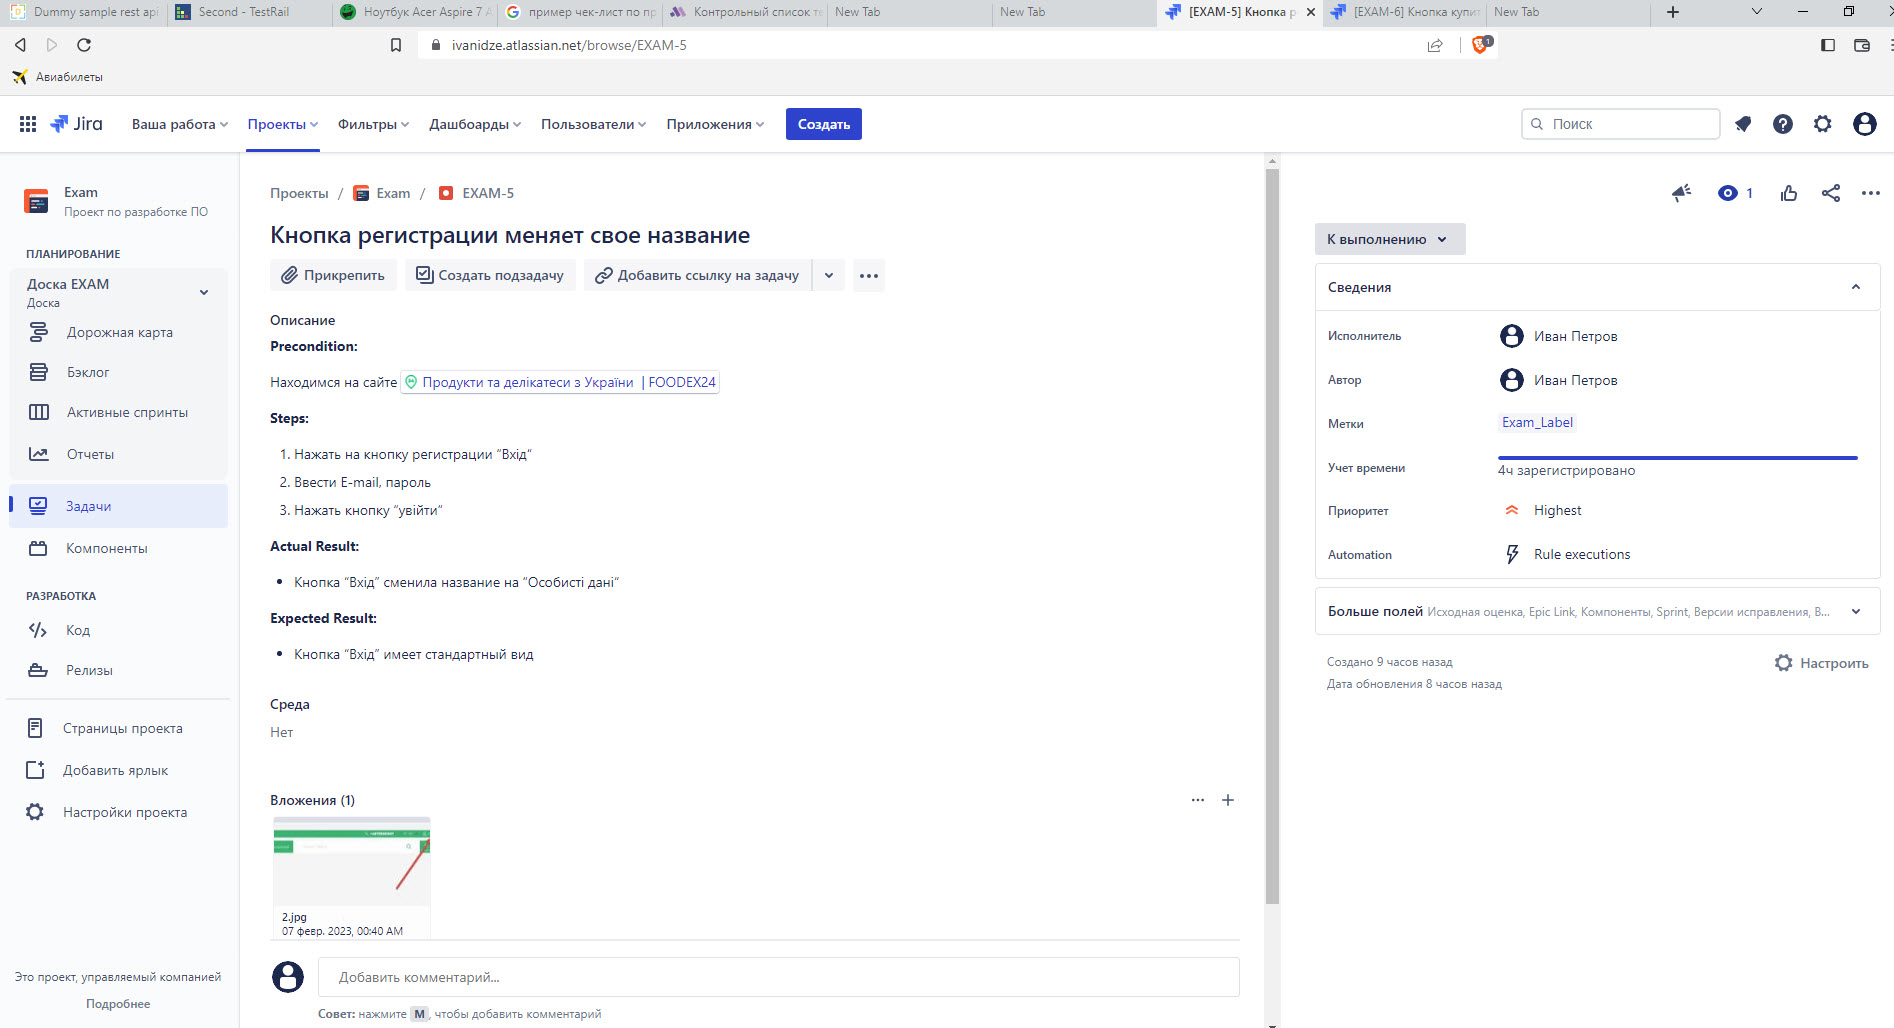 Dummy sample rest api
Second - TestRail
Ноутбук Acer Aspire 7 A
пример чек-лист по пр
Контрольный список те
New Tab
New Tab
[EXAM-5] Кнопка р
[EXAM-6] Кнопка купит
New Tab
ivanidze.atlassian.net/browse/EXAM-5
1
Авиабилеты
Jira
Ваша работа
Проекты
Фильтры
Дашборды
Пользователи
Приложения
Создать
Поиск
Exam
Проект по разработке ПО
ПЛАНИРОВАНИЕ
Доска EXAM
Доска
Дорожная карта
Бэклог
Активные спринты
Отчеты
Задачи
Компоненты
РАЗРАБОТКА
Код
Релизы
Страницы проекта
Добавить ярлык
Настройки проекта
Это проект, управляемый компанией
Подробнее
Проекты / Exam / EXAM-5
Кнопка регистрации меняет свое название
Прикрепить
Создать подзадачу
Добавить ссылку на задачу
Описание
Precondition:
Находимся на сайте Продукти та делікатеси з України | FOODEX24
Steps:
1. Нажать на кнопку регистрации “Вхід”
2. Ввести E-mail, пароль
3. Нажать кнопку “увійти”
Actual Result:
• Кнопка “Вхід” сменила название на “Особисті дані”
Expected Result:
• Кнопка “Вхід” имеет стандартный вид
Среда
Нет
Вложения (1)
2.jpg
07 февр. 2023, 00:40 AM
Добавить комментарий...
Совет: нажмите M, чтобы добавить комментарий
1
К выполнению
Сведения
Исполнитель
Иван Петров
Автор
Иван Петров
Метки
Exam_Label
Учет времени
4ч зарегистрировано
Приоритет
Highest
Automation
Rule executions
Больше полей Исходная оценка, Epic Link, Компоненты, Sprint, Версии исправления, В...
Создано 9 часов назад
Дата обновления 8 часов назад
Настроить